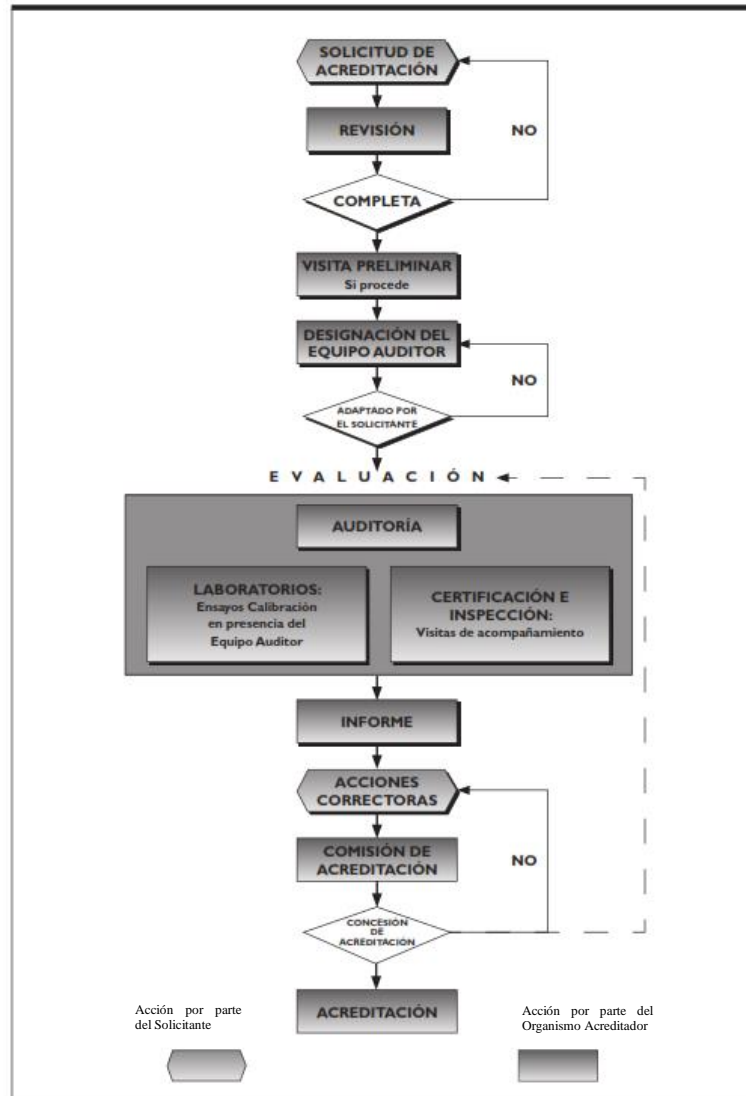 SOLICITUD DE
ACREDITACIÓN
REVISIÓN
NO
COMPLETA
VISITA PRELIMINAR
Si procede
DESIGNACIÓN DEL
EQUIPO AUDITOR
NO
ADAPTADO POR
EL SOLICITANTE
EVALUACIÓN
AUDITORÍA
LABORATORIOS:
Ensayos Calibración
en presencia del
Equipo Auditor
CERTIFICACIÓN E
INSPECCIÓN:
Visitas de acompañamiento
INFORME
ACCIONES
CORRECTORAS
COMISIÓN DE
ACREDITACIÓN
NO
CONCESIÓN
DE
ACREDITACIÓN
ACREDITACIÓN
Acción por parte
del Solicitante
Acción por parte del
Organismo Acreditador